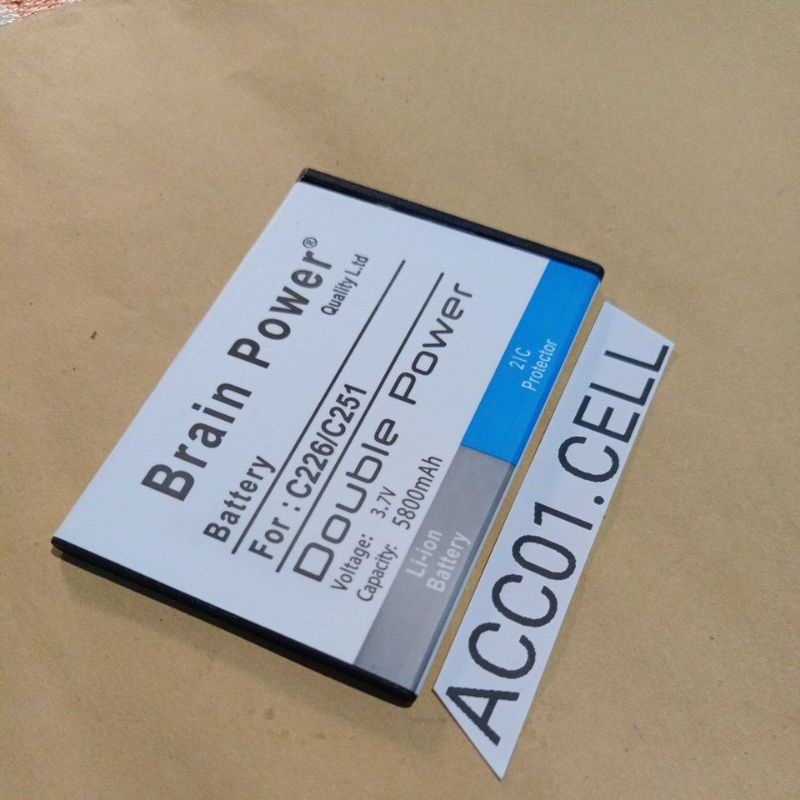 Brain Power®
Quality L.td
Battery
For : C226/C251
Double Power
Voltage: 3.7V
Capacity: 5800mAh
Li-ion
Battery
2IC
Protector
ACC01.CELL